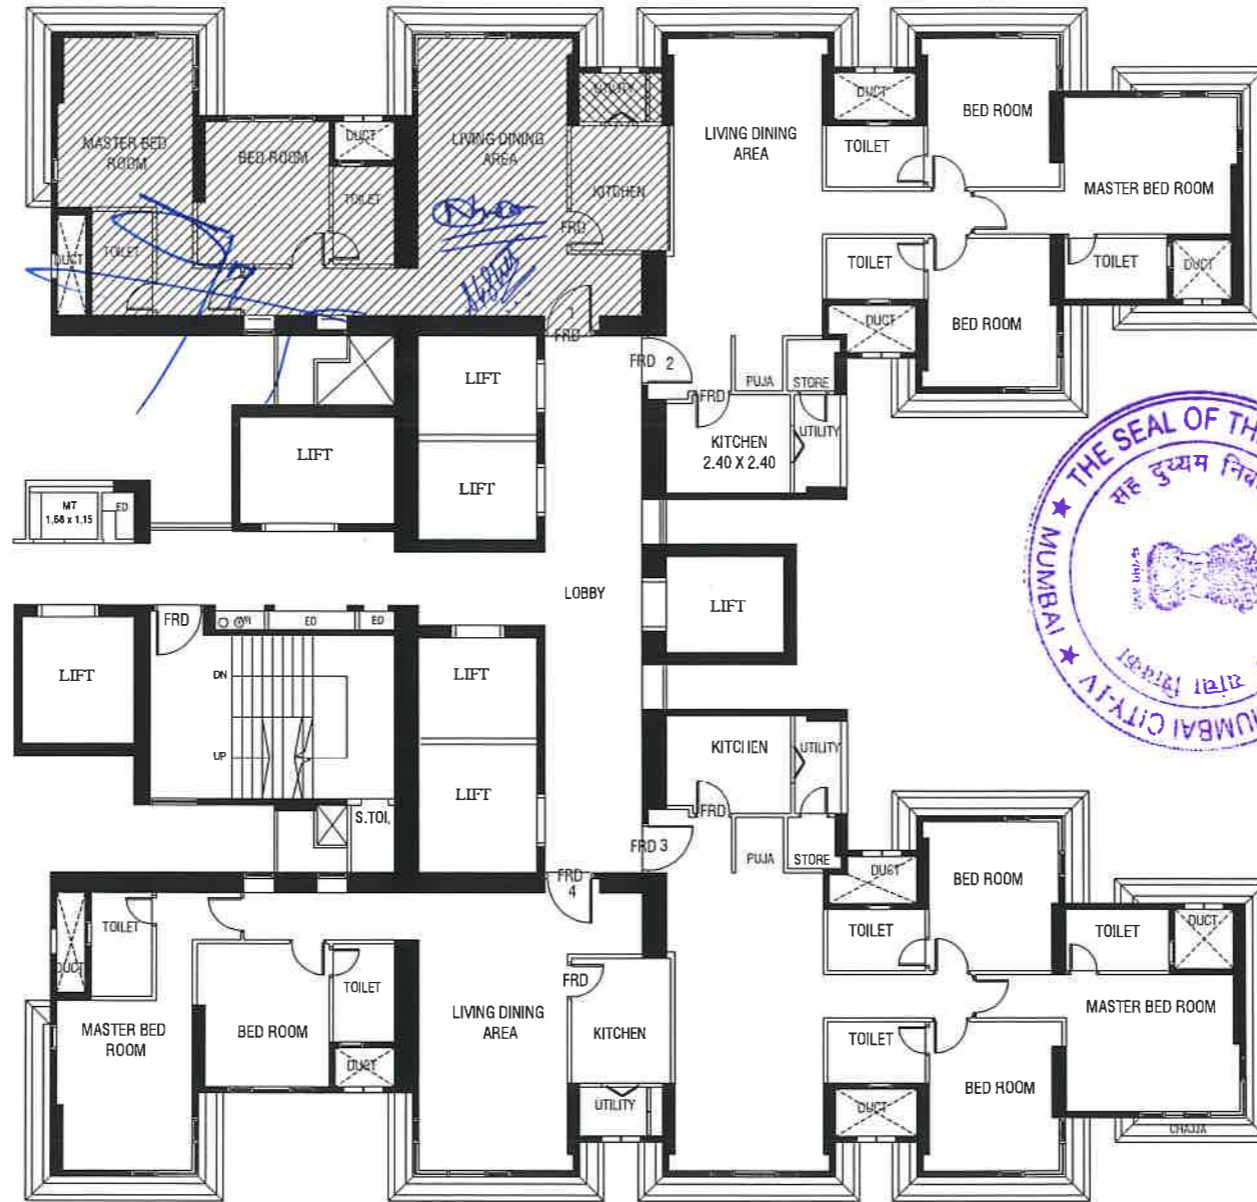 MASTER BED
ROOM
BED ROOM
DUCT
TOILET
DUCT
TOILET
LIVING DINING
AREA
UTILITY
KITCHEN
FRD
1
FRD
LIVING DINING
AREA
DUCT
TOILET
BED ROOM
MASTER BED ROOM
TOILET
DUCT
TOILET
DUCT
BED ROOM
FRD 2
PUJA
STORE
FRD
KITCHEN
2.40 X 2.40
UTILITY
LIFT
LIFT
LIFT
MT
1.68 x 1.15
ED
LOBBY
LIFT
THE SEAL OF TH
सह दुय्यम निब
★ MUMBAI ★
MUMBAI CITY-IV
यांचा शिक्का
LIFT
FRD
ED
ED
DN
UP
LIFT
LIFT
S.TOI.
KITCHEN
UTILITY
FRD
FRD 3
PUJA
STORE
FRD
4
DUCT
BED ROOM
TOILET
TOILET
DUCT
MASTER BED ROOM
TOILET
BED ROOM
DUCT
CHAJJA
TOILET
DUCT
MASTER BED
ROOM
BED ROOM
TOILET
DUCT
LIVING DINING
AREA
FRD
KITCHEN
UTILITY